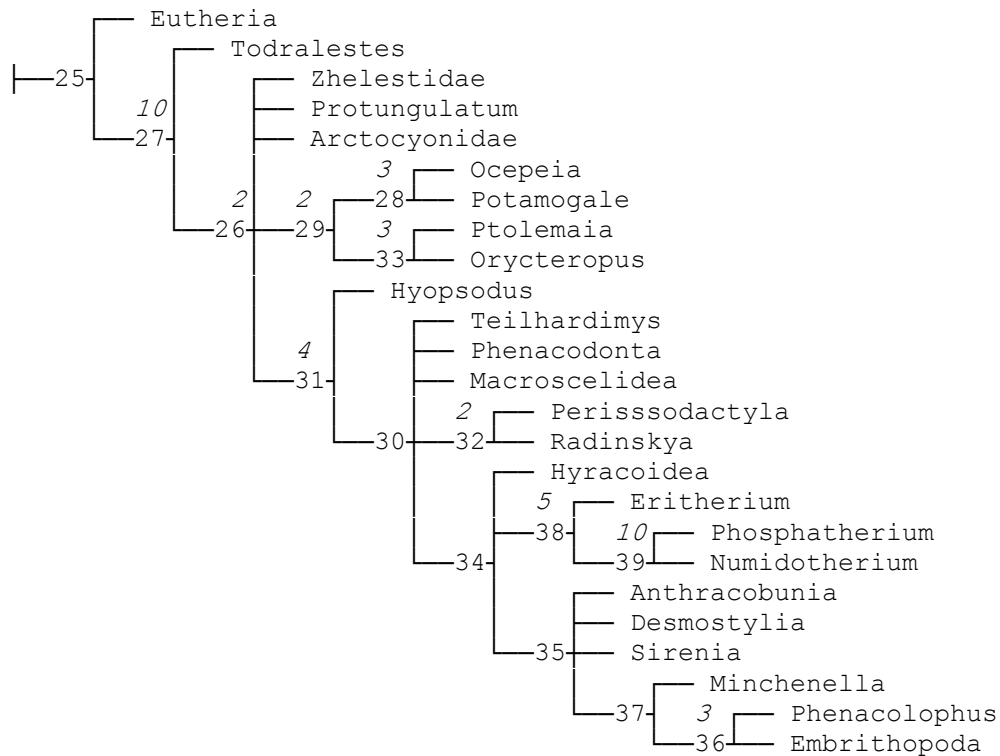 Eutheria
Todralestes
25 Zhelestidae
10 Protungulatum
27 Arctocyonidae
3 Ocepeia
2 2 28 Potamogale
26 29 3 Ptolemaia
33 Orycteropus
Hyopsodus
Teilhardimys
4 Phenacodonta
31 Macroscelidea
2 Perisssodactyla
30 32 Radinskya
Hyracoidea
5 Eritherium
38 10 Phosphatherium
34 39 Numidotherium
Anthracobunia
Desmostylia
35 Sirenia
Minchenella
37 3 Phenacolophus
36 Embrithopoda